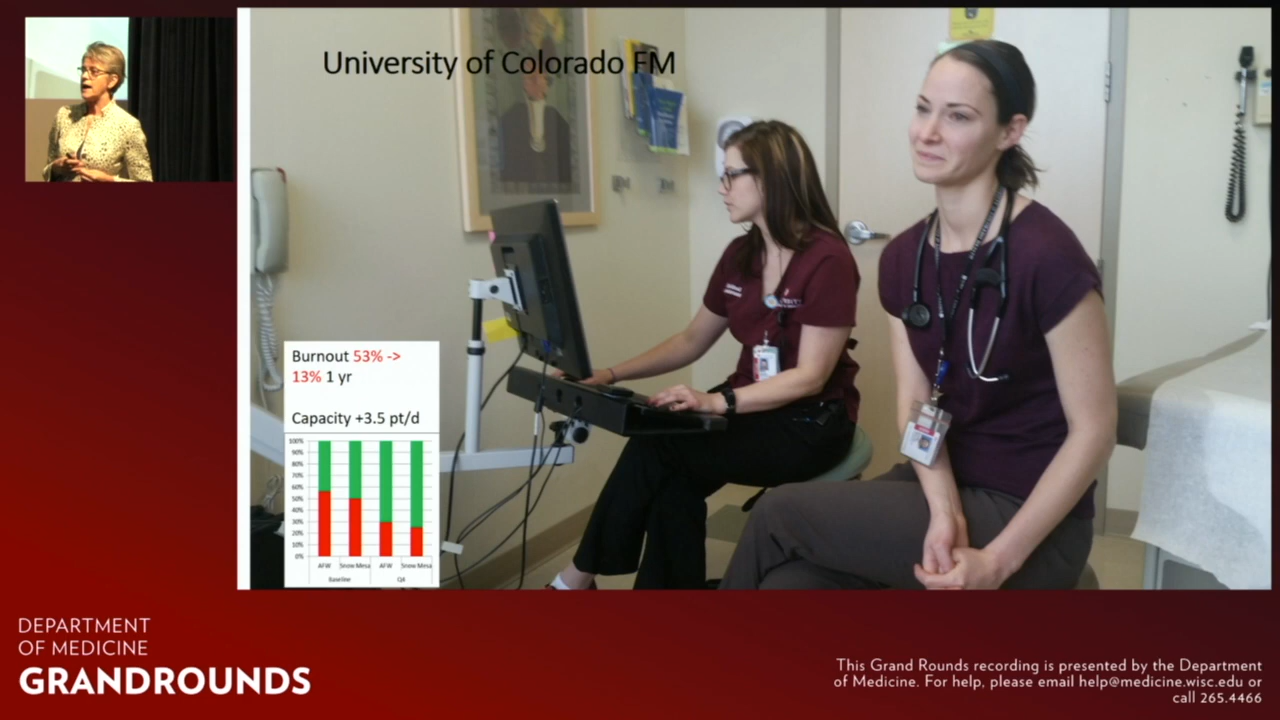 University of Colorado FM
Burnout 53% ->
13% 1 yr
Capacity +3.5 pt/d
100%
90%
80%
70%
60%
50%
40%
30%
20%
10%
0%
AFW Snow Mesa AFW Snow Mesa
Baseline Q4
DEPARTMENT
OF MEDICINE
GRANDROUNDS
This Grand Rounds recording is presented by the Department
of Medicine. For help, please email help@medicine.wisc.edu or
call 265.4466